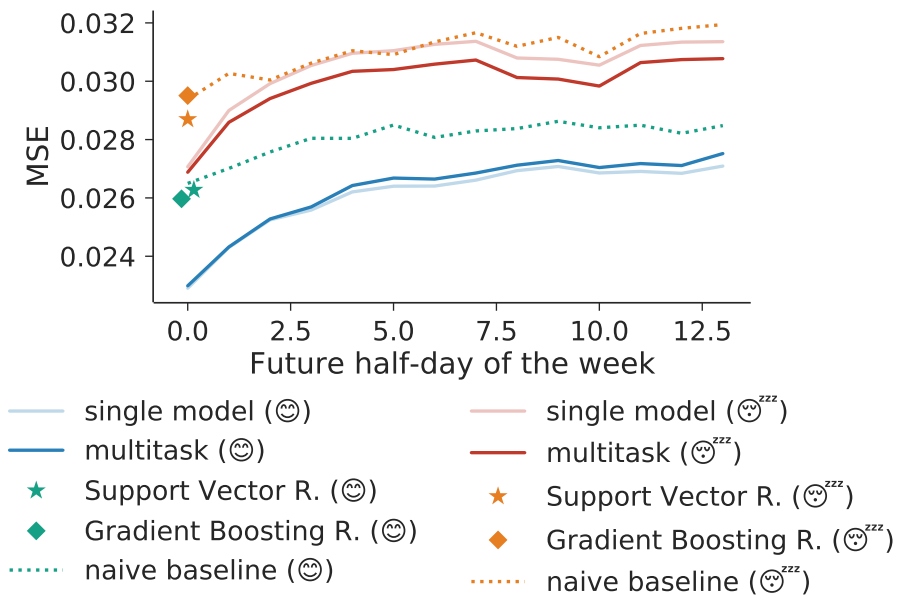 0.032
0.030
0.028
0.026
0.024
MSE
0.0 2.5 5.0 7.5 10.0 12.5
Future half-day of the week
single model (😊)
multitask (😊)
Support Vector R. (😊)
Gradient Boosting R. (😊)
naive baseline (😊)
single model (😴)
multitask (😴)
Support Vector R. (😴)
Gradient Boosting R. (😴)
naive baseline (😴)